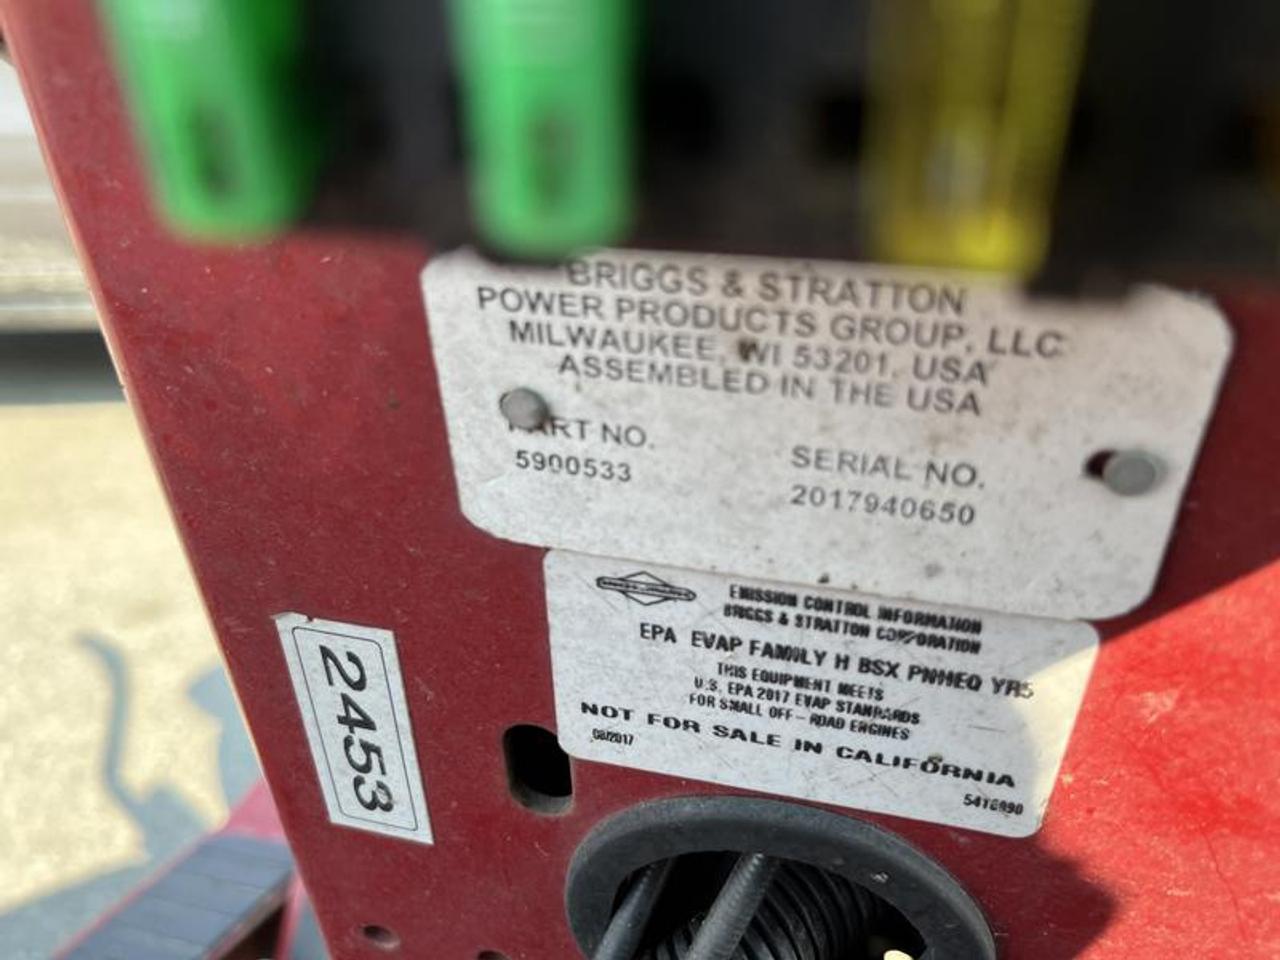 BRIGGS & STRATTON
POWER PRODUCTS GROUP, LLC
MILWAUKEE, WI 53201, USA
ASSEMBLED IN THE USA
PART NO.
5900533
SERIAL NO.
2017940650
EMISSION CONTROL INFORMATION
BRIGGS & STRATTON CORPORATION
EPA EVAP FAMILY H BSX PNHEQ YR5
THIS EQUIPMENT MEETS
U.S. EPA 2017 EVAP STANDARDS
FOR SMALL OFF - ROAD ENGINES
NOT FOR SALE IN CALIFORNIA
08/2017
2453